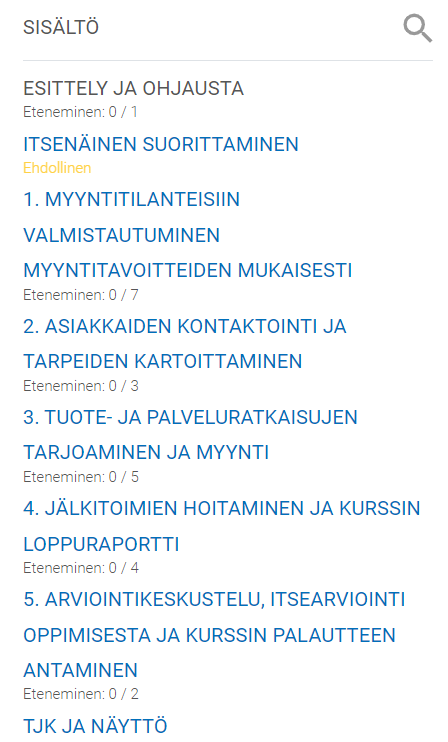 SISÄLTÖ
ESITTELY JA OHJAUSTA
Eteneminen: 0 / 1
ITSENÄINEN SUORITTAMINEN
Ehdollinen
1. MYYNTITILANTEISIIN
VALMISTAUTUMINEN
MYYNTITAVOITTEIDEN MUKAISESTI
Eteneminen: 0 / 7
2. ASIAKKAIDEN KONTAKTOINTI JA
TARPEIDEN KARTOITTAMINEN
Eteneminen: 0 / 3
3. TUOTE- JA PALVELURATKAISUJEN
TARJOAMINEN JA MYYNTI
Eteneminen: 0 / 5
4. JÄLKITOIMIEN HOITAMINEN JA KURSSIN
LOPPURAPORTTI
Eteneminen: 0 / 4
5. ARVIOINTIKESKUSTELU, ITSEARVIOINTI
OPPIMISESTA JA KURSSIN PALAUTTEEN
ANTAMINEN
Eteneminen: 0 / 2
TJK JA NÄYTTÖ